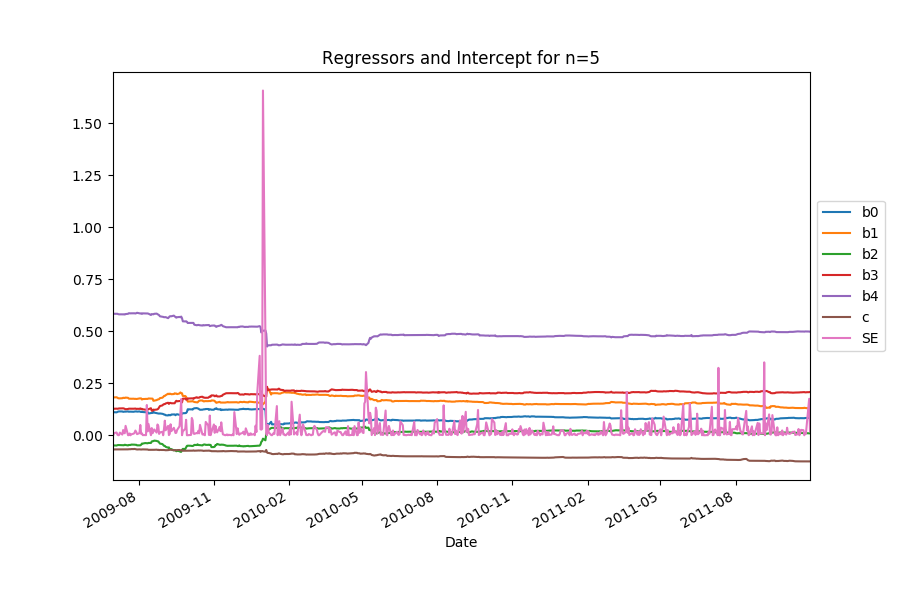 Regressors and Intercept for n=5
1.50
1.25
1.00
0.75
0.50
0.25
0.00
b0
b1
b2
b3
b4
c
SE
2009-08
2009-11
2010-02
2010-05
2010-08
2010-11
2011-02
2011-05
2011-08
Date